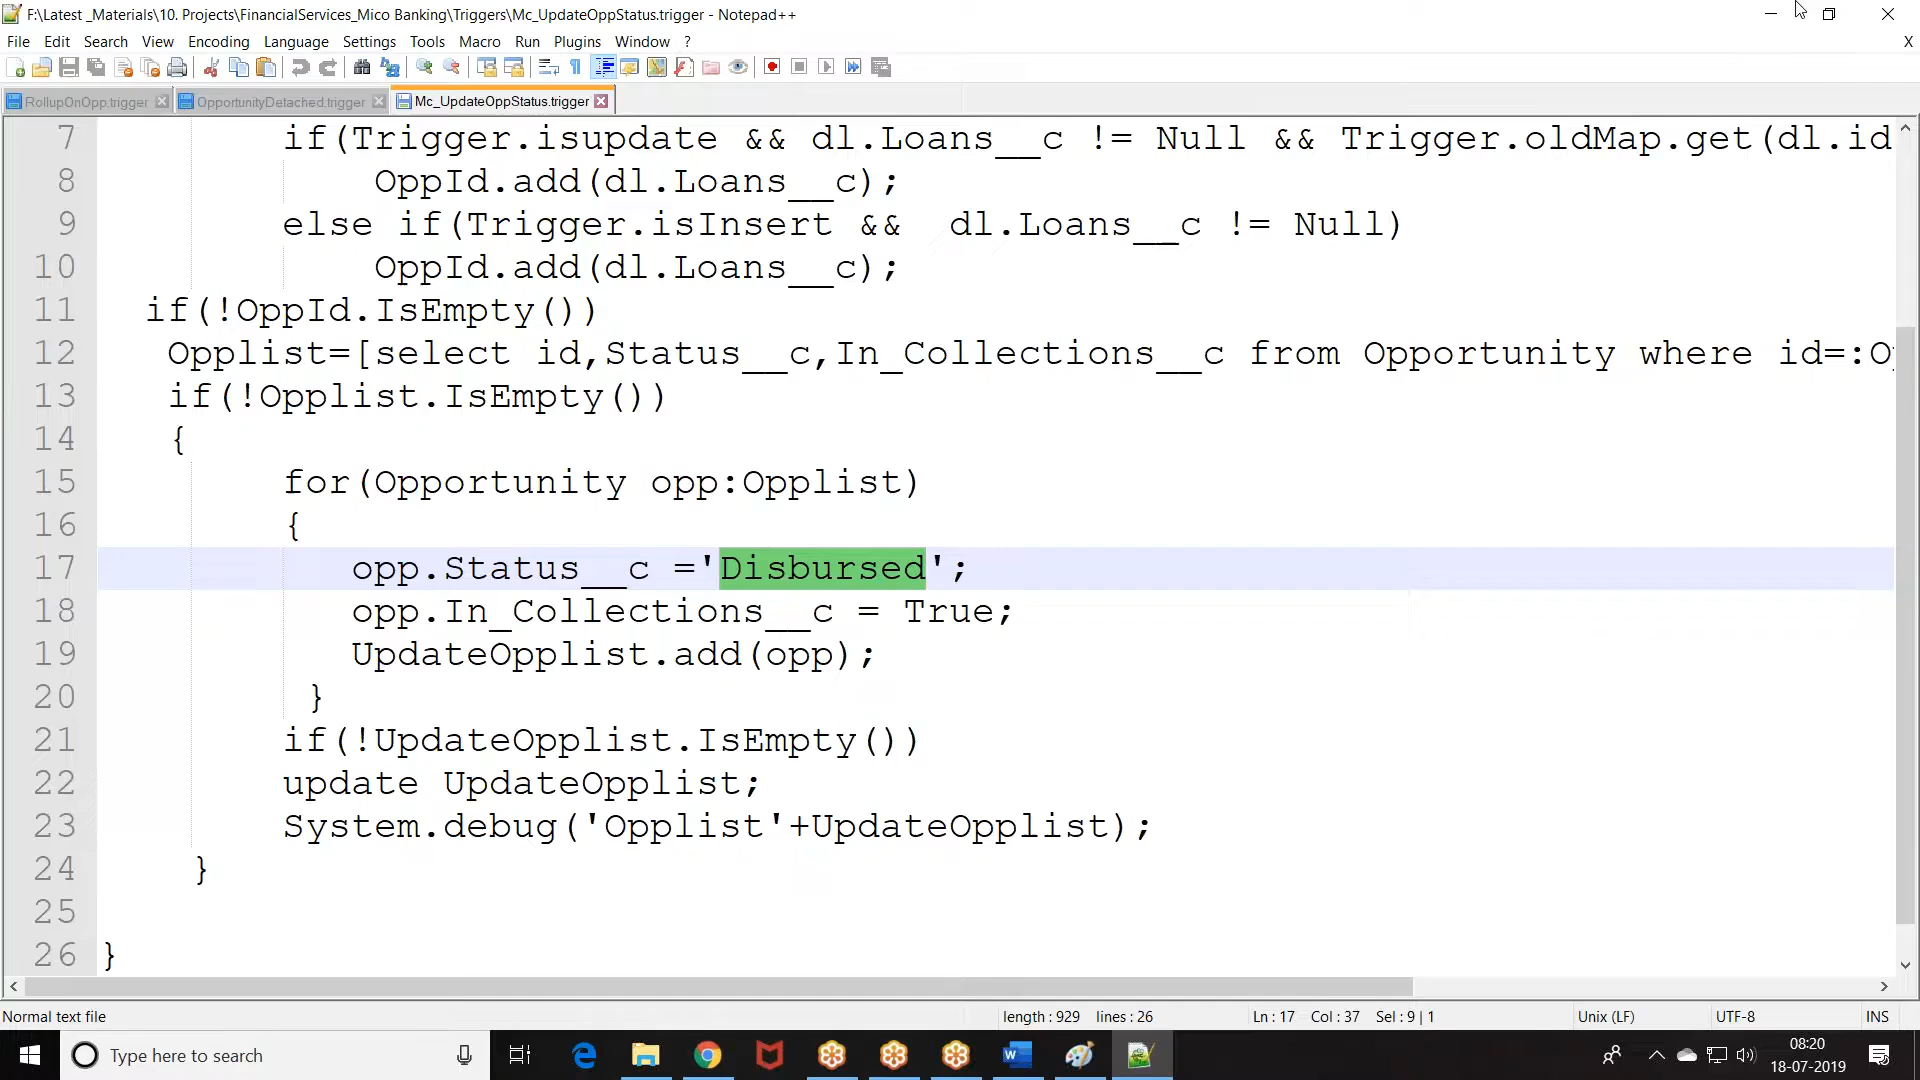 F:\Latest _Materials\10. Projects\FinancialServices_Mico Banking\Triggers\Mc_UpdateOppStatus.trigger - Notepad++
File Edit Search View Encoding Language Settings Tools Macro Run Plugins Window ? X
RollupOnOpp.trigger OpportunityDetached.trigger Mc_UpdateOppStatus.trigger
7 if(Trigger.isupdate && dl.Loans__c != Null && Trigger.oldMap.get(dl.id
8 OppId.add(dl.Loans__c);
9 else if(Trigger.isInsert && dl.Loans__c != Null)
10 OppId.add(dl.Loans__c);
11 if(!OppId.IsEmpty())
12 Opplist=[select id,Status__c,In_Collections__c from Opportunity where id=:O
13 if(!Opplist.IsEmpty())
14 {
15 for(Opportunity opp:Opplist)
16 {
17 opp.Status__c ='Disbursed';
18 opp.In_Collections__c = True;
19 UpdateOpplist.add(opp);
20 }
21 if(!UpdateOpplist.IsEmpty())
22 update UpdateOpplist;
23 System.debug('Opplist'+UpdateOpplist);
24 }
25
26 }
Normal text file length : 929 lines : 26 Ln : 17 Col : 37 Sel : 9 | 1 Unix (LF) UTF-8 INS
Type here to search
08:20
18-07-2019